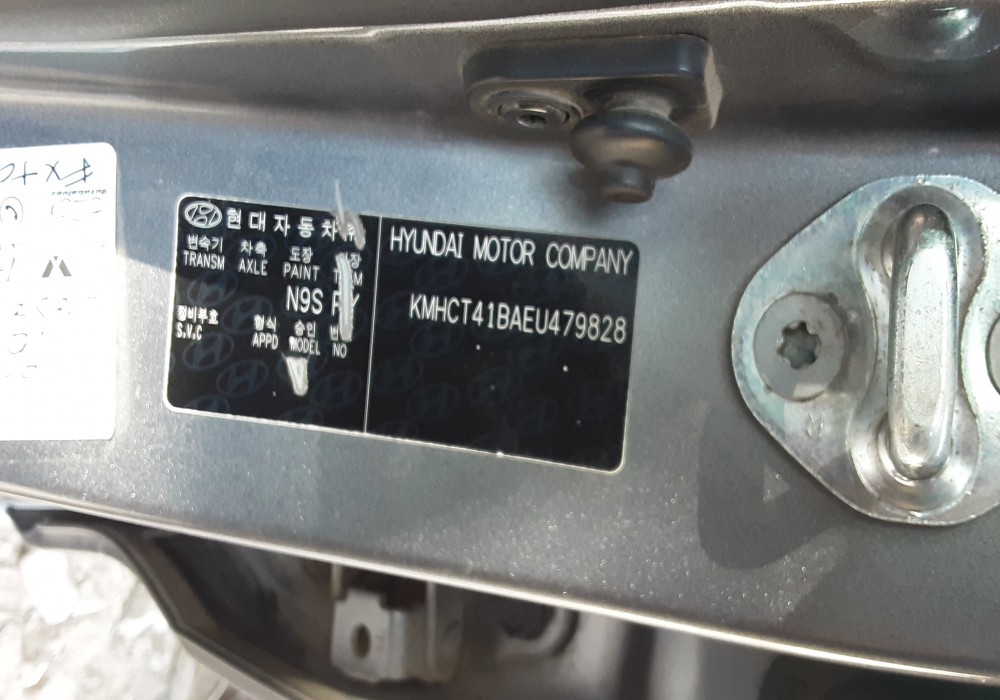 현대자동차
변속기 차축 도장
TRANSM AXLE PAINT
N9S
정비부호 형식 승인
S.V.C APPD MODEL NO
HYUNDAI MOTOR COMPANY
KMHCT41BAEU479828